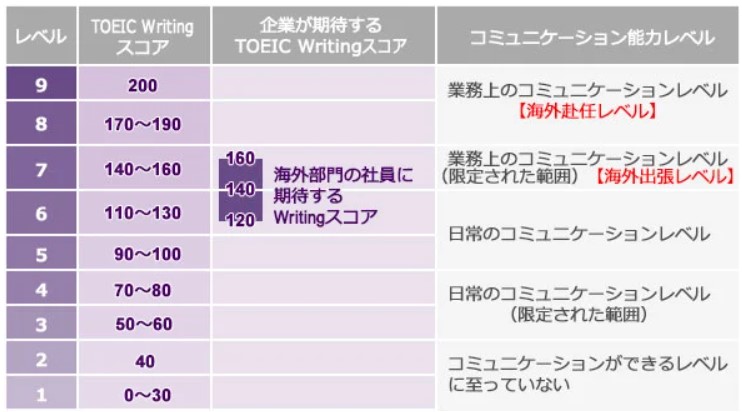 レベル
TOEIC Writing
スコア
企業が期待する
TOEIC Writingスコア
コミュニケーション能力レベル
9
200
業務上のコミュニケーションレベル
【海外赴任レベル】
8
170～190
7
140～160
160
140
120
海外部門の社員に
期待する
Writingスコア
業務上のコミュニケーションレベル
(限定された範囲) 【海外出張レベル】
6
110～130
日常のコミュニケーションレベル
5
90～100
4
70～80
日常のコミュニケーションレベル
(限定された範囲)
3
50～60
2
40
コミュニケーションができるレベル
に至っていない
1
0～30